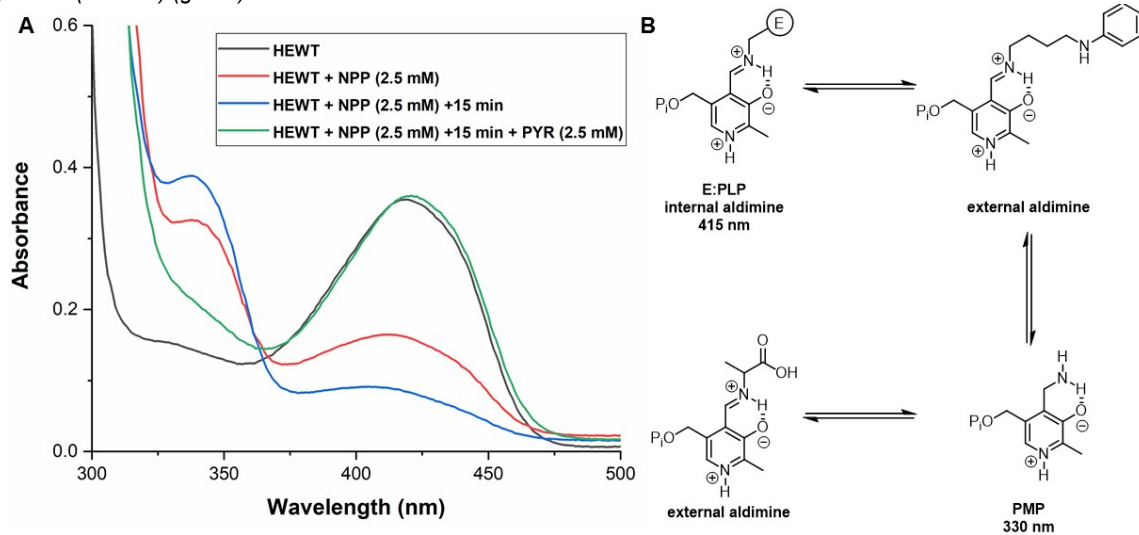 A
HEWT
HEWT + NPP (2.5 mM)
HEWT + NPP (2.5 mM) +15 min
HEWT + NPP (2.5 mM) +15 min + PYR (2.5 mM)
0.6
0.4
0.2
0.0
Absorbance
300
350
400
450
500
Wavelength (nm)
B
E
⊕
N
H
O
⊖
PᵢO
⊕
N
H
E:PLP
internal aldimine
415 nm
H
N
⊕
N
H
O
⊖
PᵢO
⊕
N
H
external aldimine
O
OH
⊕
N
H
O
⊖
PᵢO
⊕
N
H
external aldimine
H
N
H
O
⊖
PᵢO
⊕
N
H
PMP
330 nm